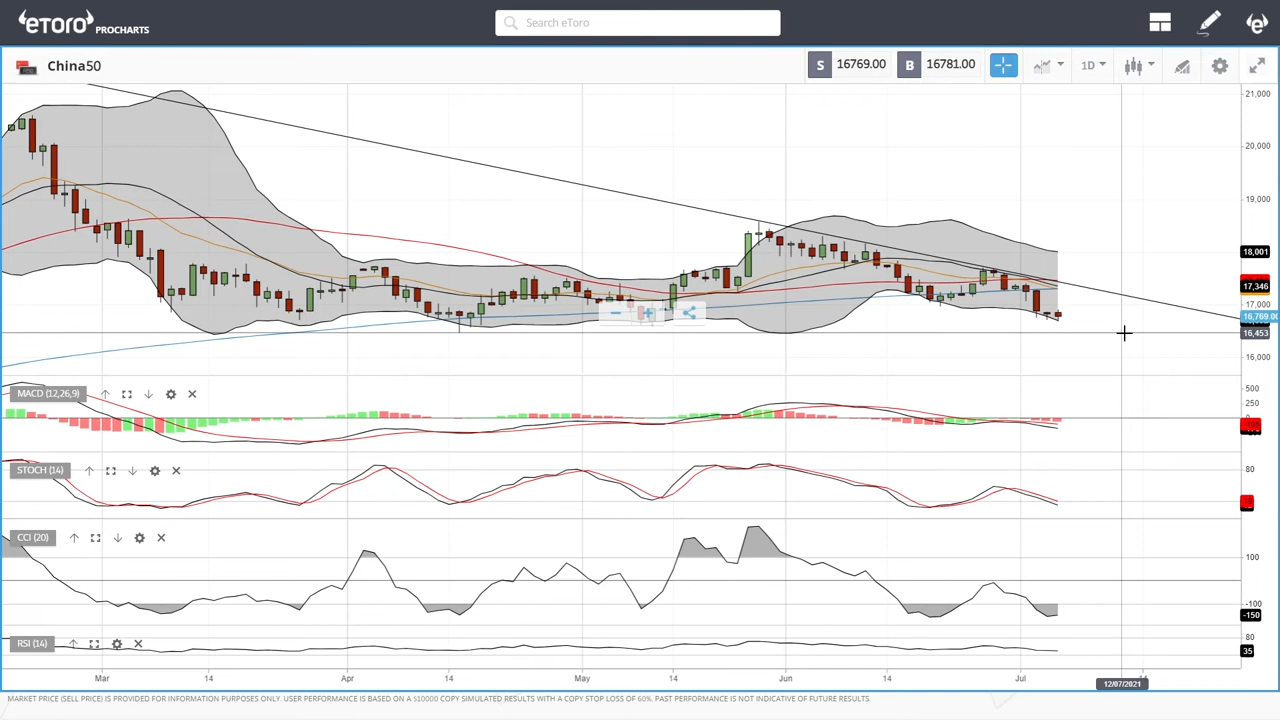 eToro PROCHARTS
Search eToro
China50
S 16769.00 B 16781.00
1D
21,000
20,000
19,000
18,001
17,346
17,000
16,769.00
16,453
16,000
MACD (12,26,9)
500
250
0
STOCH (14)
80
CCI (20)
100
-100
-150
RSI (14)
80
35
Mar 14 Apr 14 May 14 Jun 14 Jul 14
12/07/2021
MARKET PRICE (SELL PRICE) IS PROVIDED FOR INFORMATION PURPOSES ONLY. USER PERFORMANCE IS BASED ON A $10000 COPY SIMULATED RESULTS WITH A COPY STOP LOSS OF 60%. PAST PERFORMANCE IS NOT INDICATIVE OF FUTURE RESULTS.